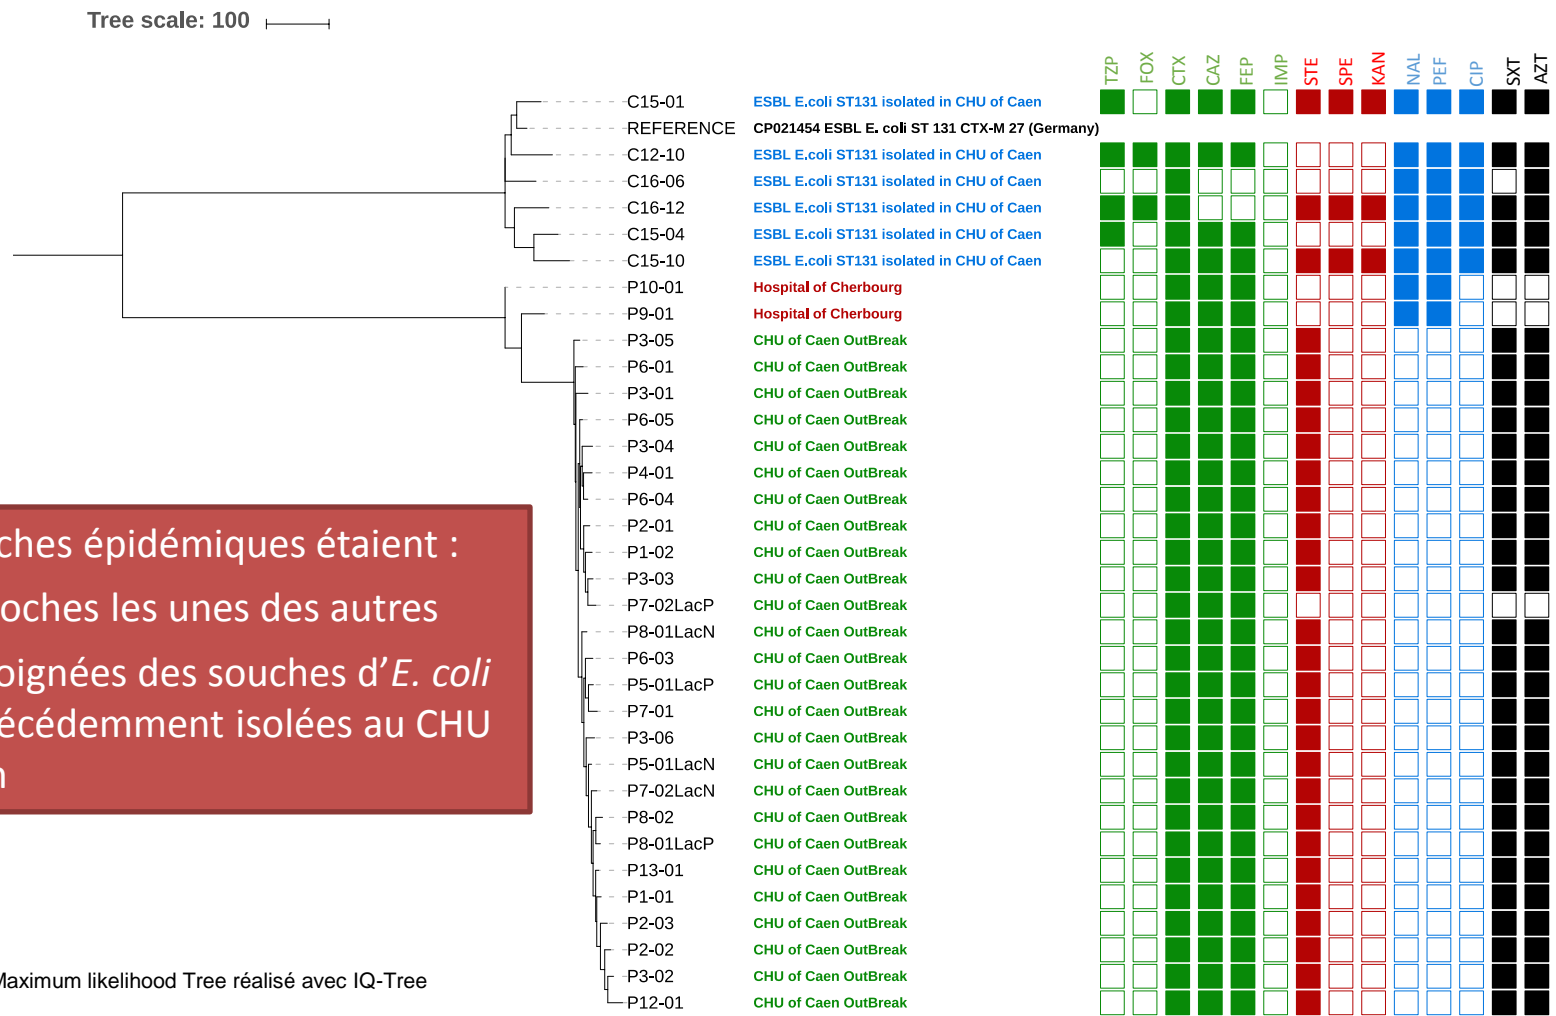 Tree scale: 100
TZP FOX CTX CAZ FEP IMP STE SPE KAN NAL PEF CIP SXT AZT
C15-01 ESBL E.coli ST131 isolated in CHU of Caen
REFERENCE CP021454 ESBL E. coli ST 131 CTX-M 27 (Germany)
C12-10 ESBL E.coli ST131 isolated in CHU of Caen
C16-06 ESBL E.coli ST131 isolated in CHU of Caen
C16-12 ESBL E.coli ST131 isolated in CHU of Caen
C15-04 ESBL E.coli ST131 isolated in CHU of Caen
C15-10 ESBL E.coli ST131 isolated in CHU of Caen
P10-01 Hospital of Cherbourg
P9-01 Hospital of Cherbourg
P3-05 CHU of Caen OutBreak
P6-01 CHU of Caen OutBreak
P3-01 CHU of Caen OutBreak
P6-05 CHU of Caen OutBreak
P3-04 CHU of Caen OutBreak
P4-01 CHU of Caen OutBreak
P6-04 CHU of Caen OutBreak
P2-01 CHU of Caen OutBreak
P1-02 CHU of Caen OutBreak
P3-03 CHU of Caen OutBreak
P7-02LacP CHU of Caen OutBreak
P8-01LacN CHU of Caen OutBreak
P6-03 CHU of Caen OutBreak
P5-01LacP CHU of Caen OutBreak
P7-01 CHU of Caen OutBreak
P3-06 CHU of Caen OutBreak
P5-01LacN CHU of Caen OutBreak
P7-02LacN CHU of Caen OutBreak
P8-02 CHU of Caen OutBreak
P8-01LacP CHU of Caen OutBreak
P13-01 CHU of Caen OutBreak
P1-01 CHU of Caen OutBreak
P2-03 CHU of Caen OutBreak
P2-02 CHU of Caen OutBreak
P3-02 CHU of Caen OutBreak
P12-01 CHU of Caen OutBreak
ches épidémiques étaient :
oches les unes des autres
oignées des souches d'E. coli
écédemment isolées au CHU
n
Maximum likelihood Tree réalisé avec IQ-Tree